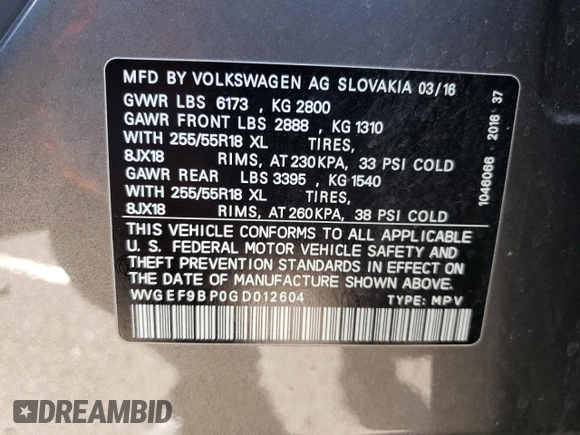 MFD BY VOLKSWAGEN AG SLOVAKIA 03/16
GVWR LBS 6173 , KG 2800
GAWR FRONT LBS 2888 , KG 1310
WITH 255/55R18 XL TIRES,
8JX18 RIMS, AT 230KPA, 33 PSI COLD
GAWR REAR LBS 3395 , KG 1540
WITH 255/55R18 XL TIRES,
8JX18 RIMS, AT 260KPA, 38 PSI COLD
THIS VEHICLE CONFORMS TO ALL APPLICABLE
U. S. FEDERAL MOTOR VEHICLE SAFETY AND
THEFT PREVENTION STANDARDS IN EFFECT ON
THE DATE OF MANUFACTURE SHOWN ABOVE.
WVGEF9BP0GD012604 TYPE: MPV
1046066 2016 37
DREAMBID